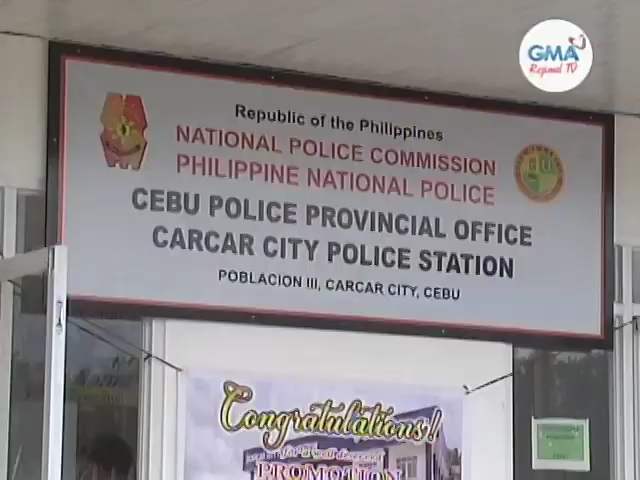 GMA
Regional TV
Republic of the Philippines
NATIONAL POLICE COMMISSION
PHILIPPINE NATIONAL POLICE
CEBU POLICE PROVINCIAL OFFICE
CARCAR CITY POLICE STATION
POBLACION III, CARCAR CITY, CEBU
Congratulations!
PROMOTION